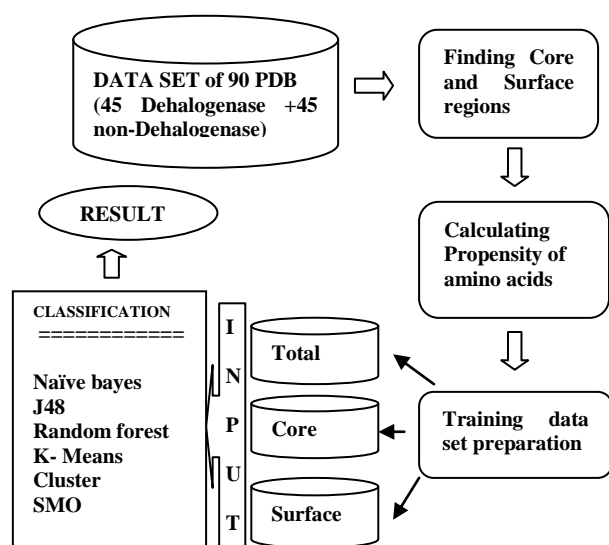 DATA SET of 90 PDB
(45 Dehalogenase +45
non-Dehalogenase)
Finding Core
and Surface
regions
Calculating
Propensity of
amino acids
Training data
set preparation
Total
Core
Surface
I
N
P
U
T
CLASSIFICATION
============
Naïve bayes
J48
Random forest
K- Means
Cluster
SMO
RESULT